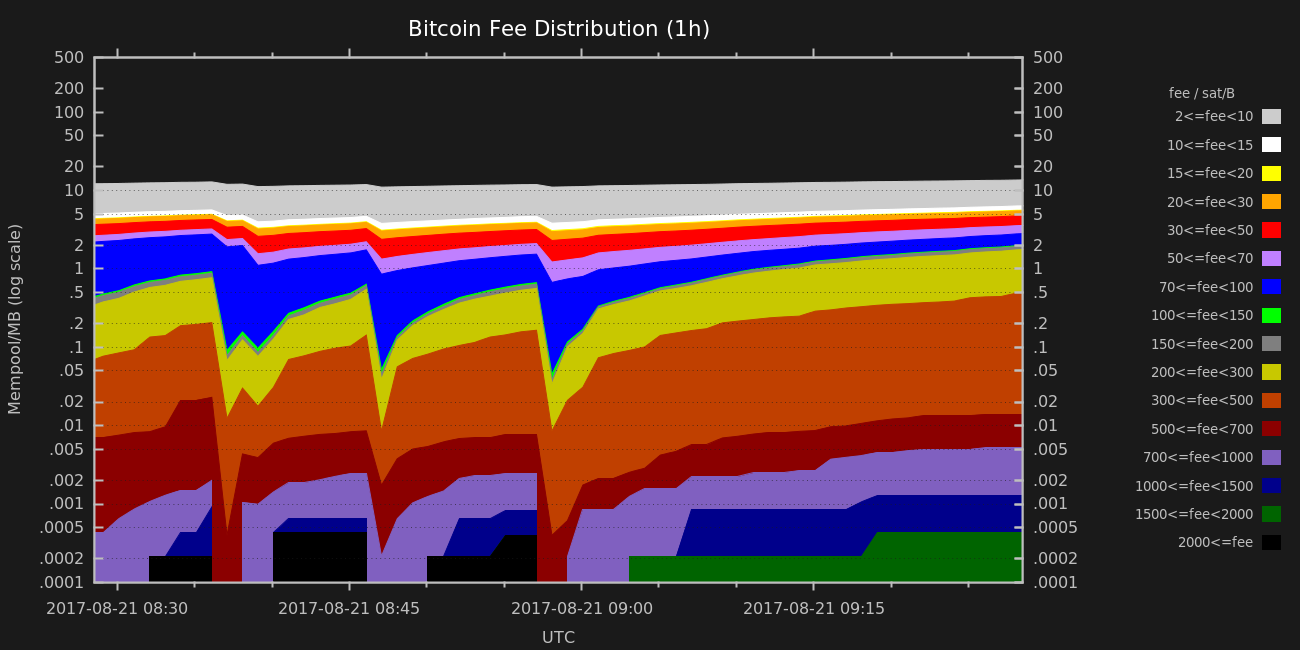 Bitcoin Fee Distribution (1h)
500
200
100
50
20
10
5
2
1
.5
.2
.1
.05
.02
.01
.005
.002
.001
.0005
.0002
.0001
Mempool/MB (log scale)
500
200
100
50
20
10
5
2
1
.5
.2
.1
.05
.02
.01
.005
.002
.001
.0005
.0002
.0001
2017-08-21 08:30
2017-08-21 08:45
2017-08-21 09:00
2017-08-21 09:15
UTC
fee / sat/B
2<=fee<10
10<=fee<15
15<=fee<20
20<=fee<30
30<=fee<50
50<=fee<70
70<=fee<100
100<=fee<150
150<=fee<200
200<=fee<300
300<=fee<500
500<=fee<700
700<=fee<1000
1000<=fee<1500
1500<=fee<2000
2000<=fee